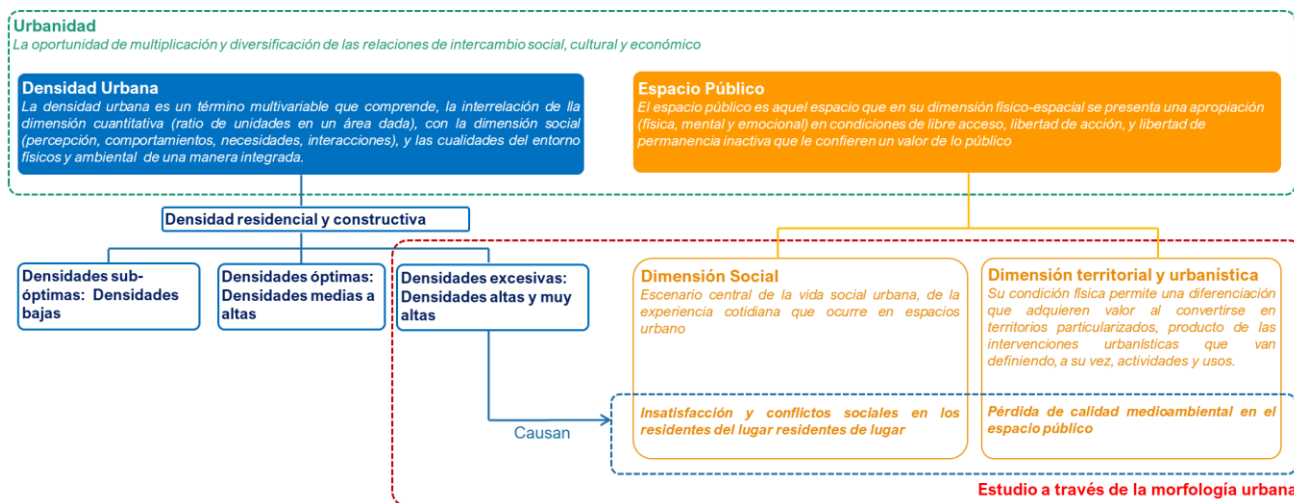 Urbanidad
La oportunidad de multiplicación y diversificación de las relaciones de intercambio social, cultural y económico
Densidad Urbana
La densidad urbana es un término multivariable que comprende, la interrelación de lla
dimensión cuantitativa (ratio de unidades en un área dada), con la dimensión social
(percepción, comportamientos, necesidades, interacciones), y las cualidades del entorno
físicos y ambiental de una manera integrada.
Espacio Público
El espacio público es aquel espacio que en su dimensión físico-espacial se presenta una apropiación
(física, mental y emocional) en condiciones de libre acceso, libertad de acción, y libertad de
permanencia inactiva que le confieren un valor de lo público
Densidad residencial y constructiva
Densidades sub-
óptimas: Densidades
bajas
Densidades óptimas:
Densidades medias a
altas
Densidades excesivas:
Densidades altas y muy
altas
Dimensión Social
Escenario central de la vida social urbana, de la
experiencia cotidiana que ocurre en espacios
urbano
Dimensión territorial y urbanística
Su condición física permite una diferenciación
que adquieren valor al convertirse en
territorios particularizados, producto de las
intervenciones urbanísticas que van
definiendo, a su vez, actividades y usos.
Causan
Insatisfacción y conflictos sociales en los
residentes del lugar residentes de lugar
Pérdida de calidad medioambiental en el
espacio público
Estudio a través de la morfología urbana